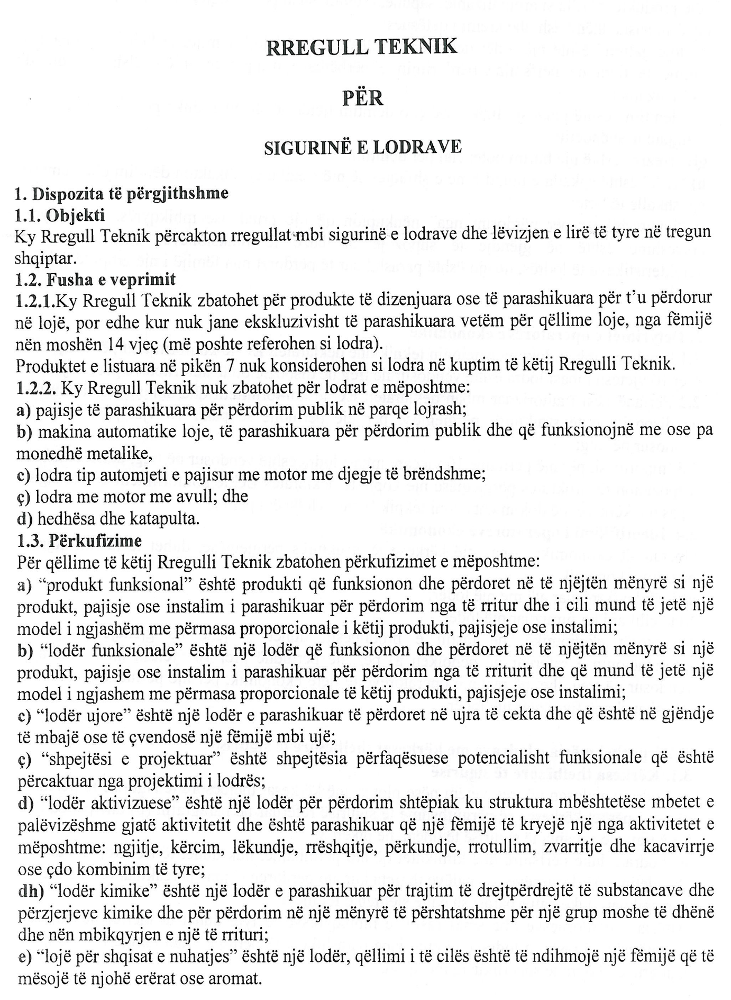 RREGULL TEKNIK
PËR
SIGURINË E LODRAVE
1. Dispozita të përgjithshme
1.1. Objekti
Ky Rregull Teknik përcakton rregullat mbi sigurinë e lodrave dhe lëvizjen e lirë të tyre në tregun
shqiptar.
1.2. Fusha e veprimit
1.2.1.Ky Rregull Teknik zbatohet për produkte të dizenjuara ose të parashikuara për t’u përdorur
në lojë, por edhe kur nuk jane ekskluzivisht të parashikuara vetëm për qëllime loje, nga fëmijë
nën moshën 14 vjeç (më poshte referohen si lodra).
Produktet e listuara në pikën 7 nuk konsiderohen si lodra në kuptim të këtij Rregulli Teknik.
1.2.2. Ky Rregull Teknik nuk zbatohet për lodrat e mëposhtme:
a) pajisje të parashikuara për përdorim publik në parqe lojrash;
b) makina automatike loje, të parashikuara për përdorim publik dhe që funksionojnë me ose pa
monedhë metalike,
c) lodra tip automjeti e pajisur me motor me djegje të brëndshme;
ç) lodra me motor me avull; dhe
d) hedhësa dhe katapulta.
1.3. Përkufizime
Për qëllime të këtij Rregulli Teknik zbatohen përkufizimet e mëposhtme:
a) “produkt funksional” është produkti që funksionon dhe përdoret në të njëjtën mënyrë si një
produkt, pajisje ose instalim i parashikuar për përdorim nga të rritur dhe i cili mund të jetë një
model i ngjashëm me përmasa proporcionale i këtij produkti, pajisjeje ose instalimi;
b) “lodër funksionale” është një lodër që funksionon dhe përdoret në të njëjtën mënyrë si një
produkt, pajisje ose instalim i parashikuar për përdorim nga të rriturit dhe që mund të jetë një
model i ngjashem me përmasa proporcionale të këtij produkti, pajisjeje ose instalimi;
c) “lodër ujore” është një lodër e parashikuar të përdoret në ujra të cekta dhe që është në gjëndje
të mbajë ose të çvendosë një fëmijë mbi ujë;
ç) “shpejtësi e projektuar” është shpejtësia përfaqësuese potencialisht funksionale që është
përcaktuar nga projektimi i lodrës;
d) “lodër aktivizuese” është një lodër për përdorim shtëpiak ku struktura mbështetëse mbetet e
palëvizëshme gjatë aktivitetit dhe është parashikuar që një fëmijë të kryejë një nga aktivitetet e
mëposhtme: ngjitje, kërcim, lëkundje, rrëshqitje, përkundje, rrotullim, zvarritje dhe kacavirrje
ose çdo kombinim të tyre;
dh) “lodër kimike” është një lodër e parashikuar për trajtim të drejtpërdrejtë të substancave dhe
përzjerjeve kimike dhe për përdorim në një mënyrë të përshtatshme për një grup moshe të dhënë
dhe nën mbikqyrjen e një të rrituri;
e) “lojë për shqisat e nuhatjes” është një lodër, qëllimi i të cilës është të ndihmojë një fëmijë që të
mësojë të njohë erërat ose aromat.